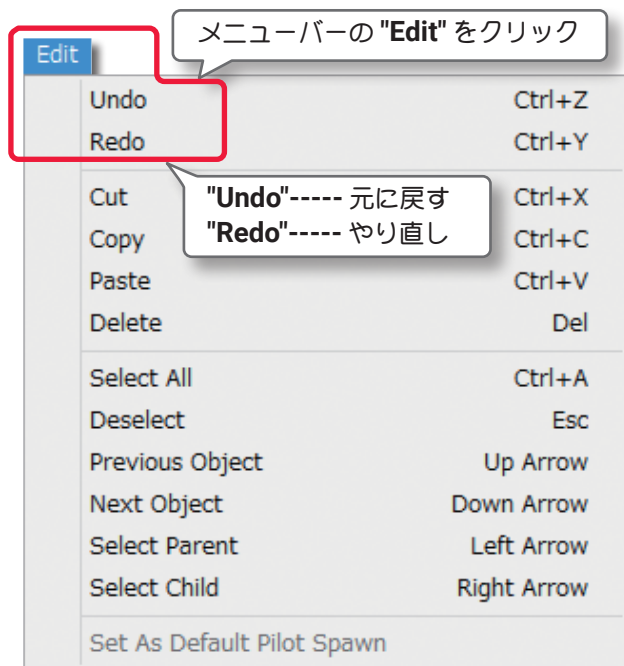 メニューバーの "Edit" をクリック
Edit
Undo Ctrl+Z
Redo Ctrl+Y
"Undo"----- 元に戻す
"Redo"----- やり直し
Cut Ctrl+X
Copy Ctrl+C
Paste Ctrl+V
Delete Del
Select All Ctrl+A
Deselect Esc
Previous Object Up Arrow
Next Object Down Arrow
Select Parent Left Arrow
Select Child Right Arrow
Set As Default Pilot Spawn